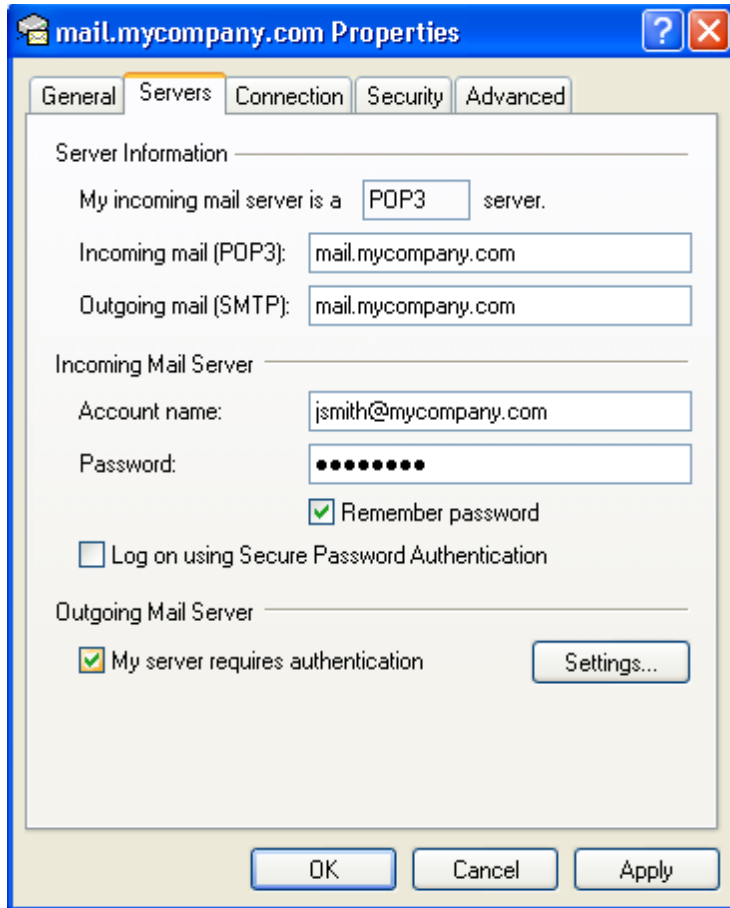 mail.mycompany.com Properties
General Servers Connection Security Advanced
Server Information
My incoming mail server is a POP3 server.
Incoming mail (POP3): mail.mycompany.com
Outgoing mail (SMTP): mail.mycompany.com
Incoming Mail Server
Account name: jsmith@mycompany.com
Password: ●●●●●●●●
Remember password
Log on using Secure Password Authentication
Outgoing Mail Server
My server requires authentication Settings...
OK Cancel Apply